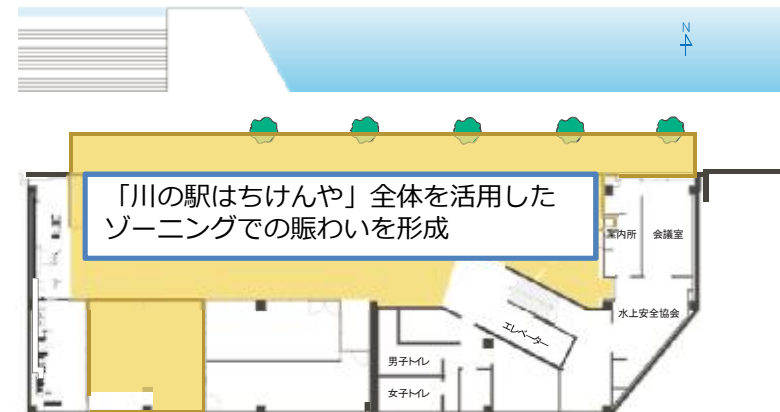 N
「川の駅はちけんや」全体を活用した
ゾーニングでの賑わいを形成
案内所
会議室
水上安全協会
エレベーター
男子トイレ
女子トイレ